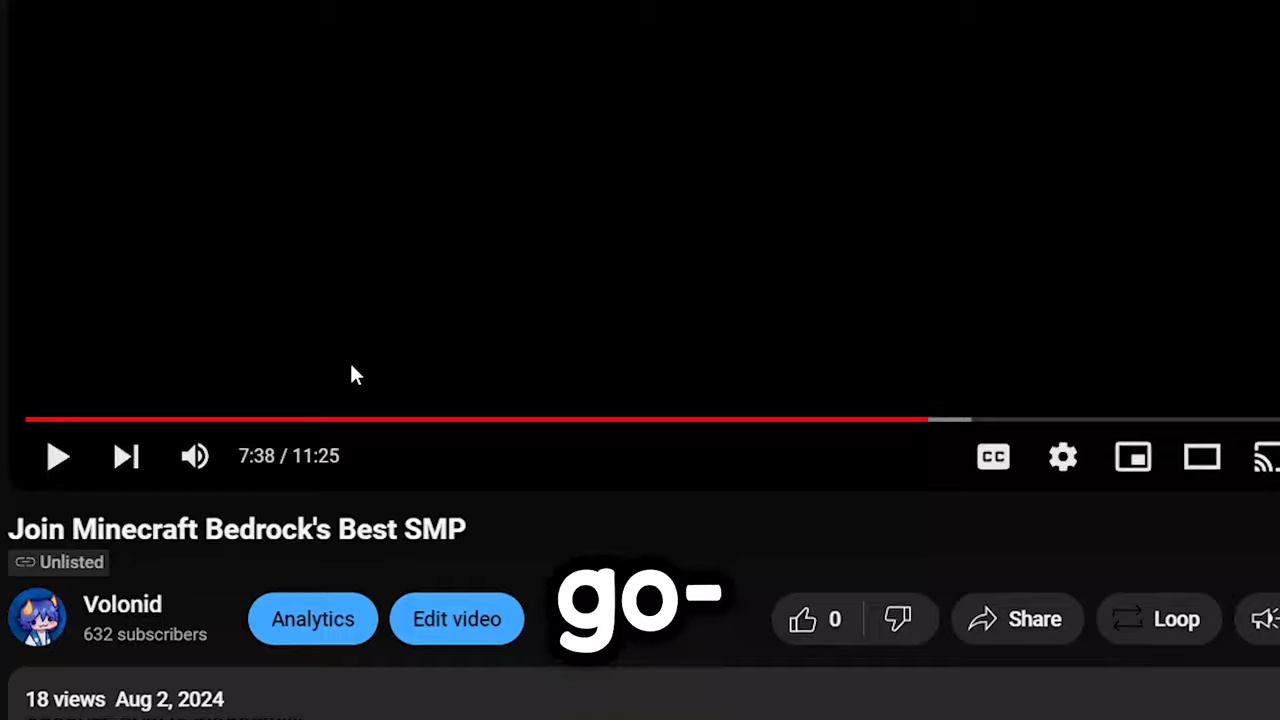 7:38 / 11:25
CC
Join Minecraft Bedrock's Best SMP
Unlisted
Volonid
632 subscribers
Analytics
Edit video
go-
0
Share
Loop
18 views Aug 2, 2024